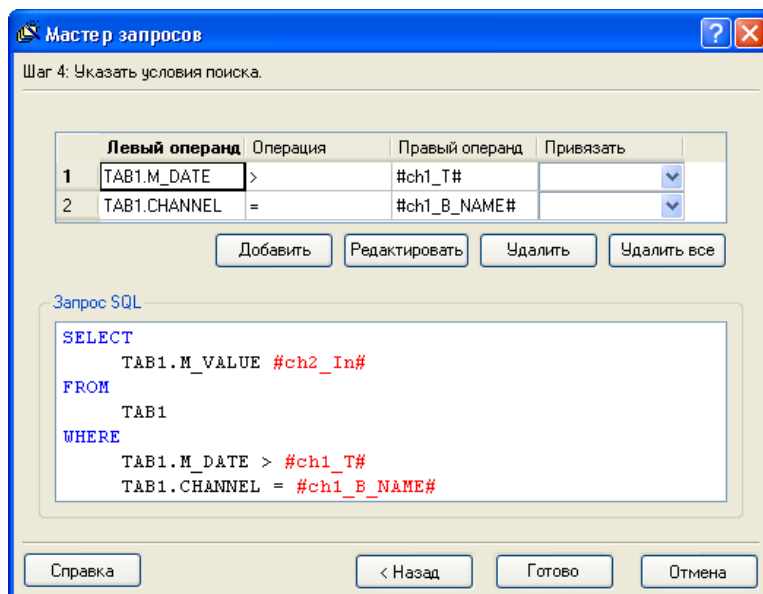 Мастер запросов
Шаг 4: Указать условия поиска.
Левый операнд Операция Правый операнд Привязать
1 TAB1.M_DATE > #ch1_T#
2 TAB1.CHANNEL = #ch1_B_NAME#
Добавить Редактировать Удалить Удалить все
Запрос SQL
SELECT
TAB1.M_VALUE #ch2_In#
FROM
TAB1
WHERE
TAB1.M_DATE > #ch1_T#
TAB1.CHANNEL = #ch1_B_NAME#
Справка < Назад Готово Отмена